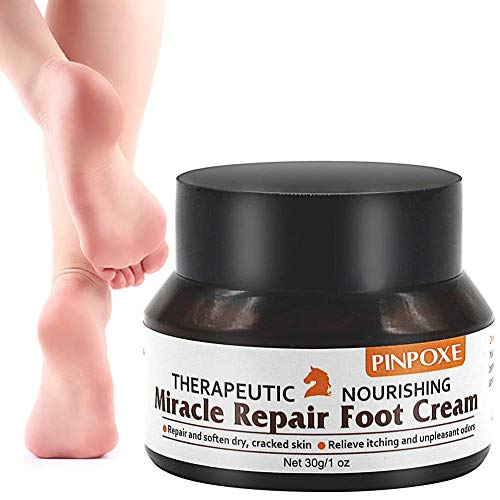 PINPOXE
THERAPEUTIC NOURISHING
Miracle Repair Foot Cream
Repair and soften dry, cracked skin Relieve itching and unpleasant odors
Net 30g/1 oz